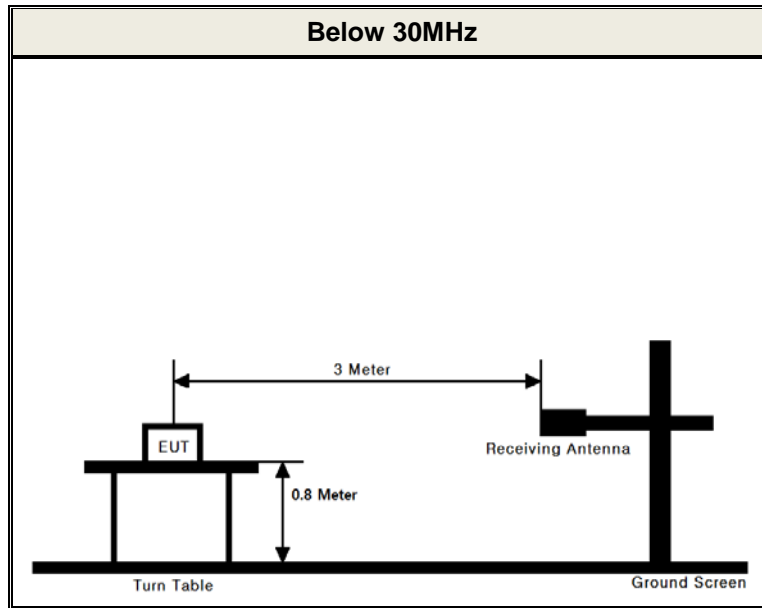 Below 30MHz
3 Meter
EUT
Receiving Antenna
0.8 Meter
Turn Table
Ground Screen